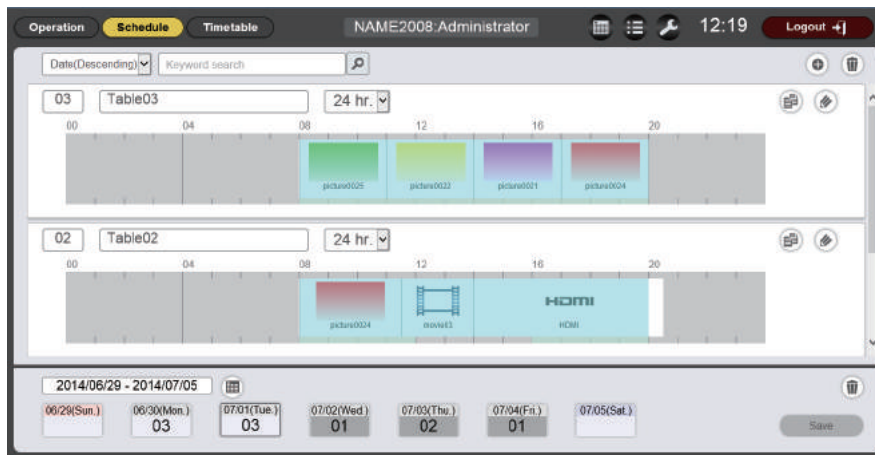 Operation Schedule Timetable NAME2008:Administrator 12:19 Logout
Date(Descending) Keyword search
03 Table03 24 hr.
00 04 08 12 16 20
picture0025 picture0022 picture0021 picture0024
02 Table02 24 hr.
00 04 08 12 16 20
HDMI
picture0024 movie03 HDMI
2014/06/29 - 2014/07/05
06/29(Sun.) 06/30(Mon.) 07/01(Tue.) 07/02(Wed.) 07/03(Thu.) 07/04(Fri.) 07/05(Sat.)
03 03 01 02 01
Save